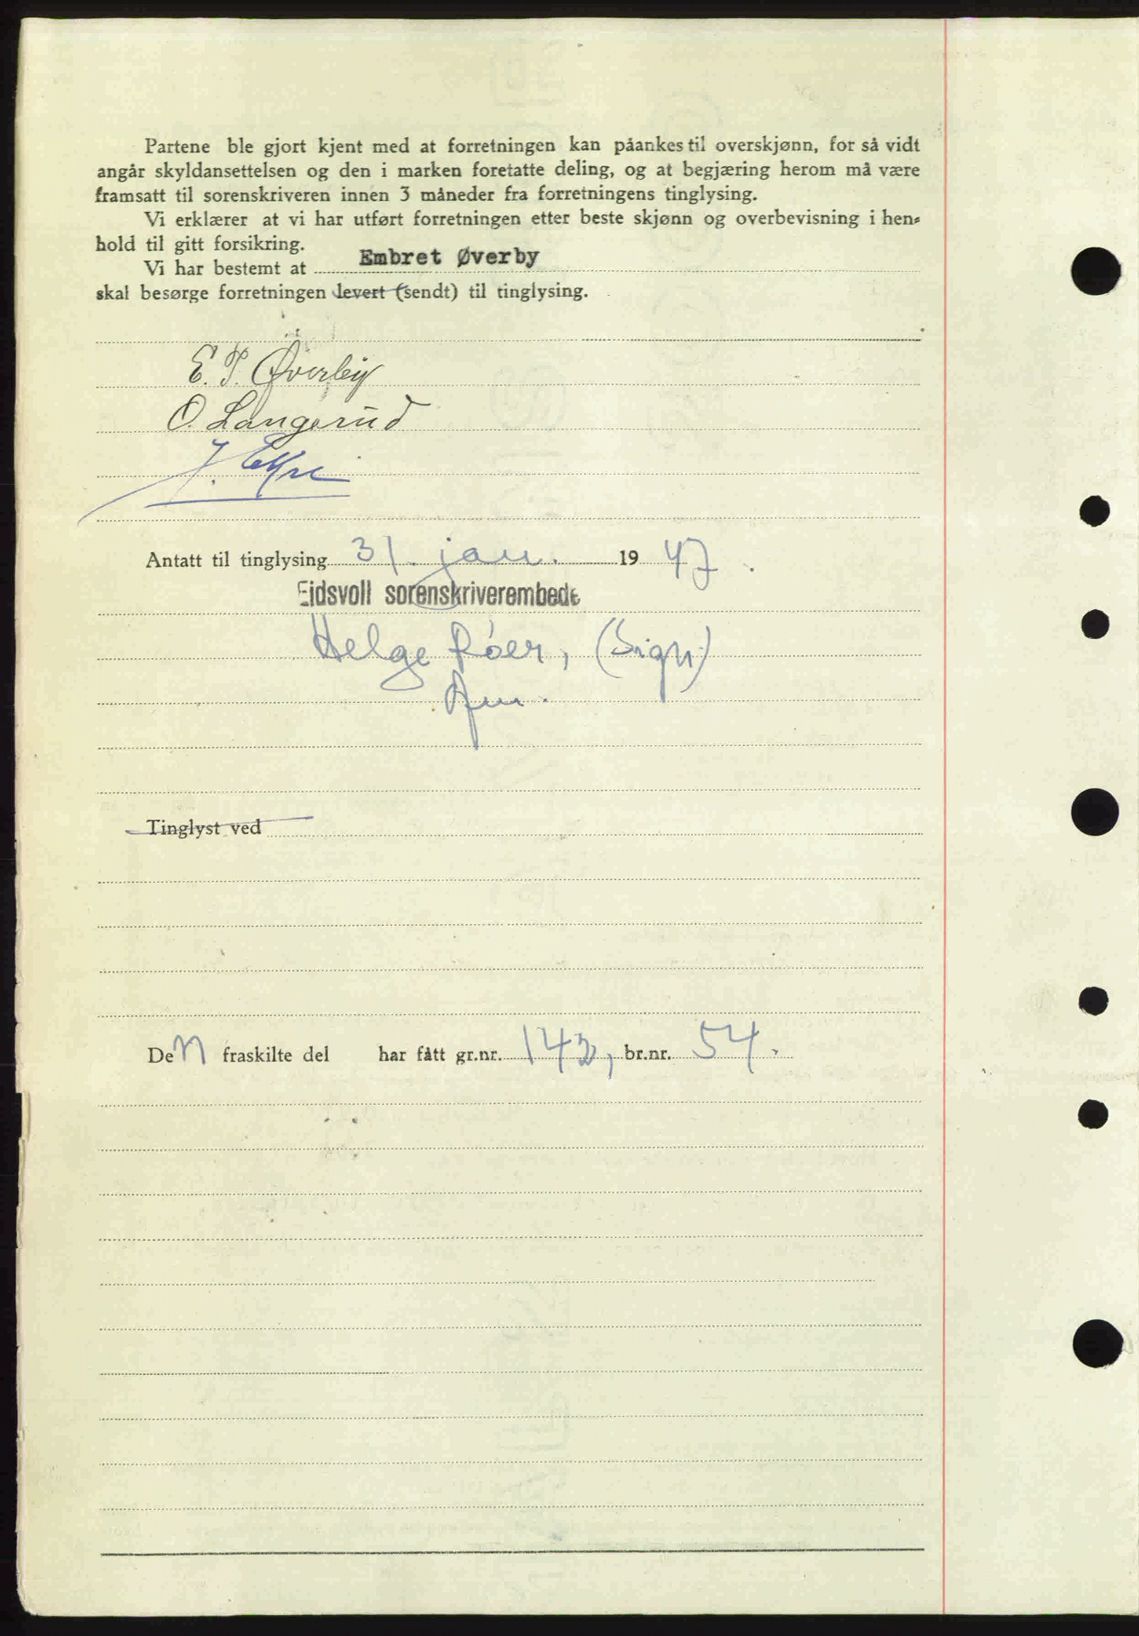 Partene ble gjort kjent med at forretningen kan påankes til overskjønn, for så vidt
angår skyldansettelsen og den i marken foretatte deling, og at begjæring herom må være
framsatt til sorenskriveren innen 3 måneder fra forretningens tinglysing.
Vi erklærer at vi har utført forretningen etter beste skjønn og overbevisning i hen=
hold til gitt forsikring.
Vi har bestemt at Embret Øverby
skal besørge forretningen levert (sendt) til tinglysing.
E. P. Øverby
O. Langerud
Antatt til tinglysing 31. jan. 19 47.
Eidsvoll sorenskriverembede
Helge Røer, (Sign)
Tinglyst ved
Den fraskilte del har fått gr.nr. 142, br.nr. 54.